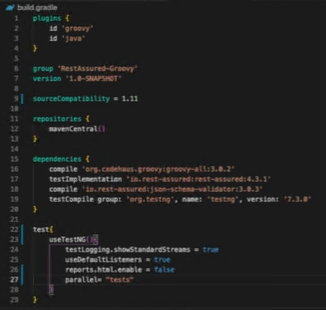 build.gradle
1 plugins {
2 id 'groovy'
3 id 'java'
4 }
5
6 group 'RestAssured-Groovy'
7 version '1.0-SNAPSHOT'
8
9 sourceCompatibility = 1.11
10
11 repositories {
12 mavenCentral()
13 }
14
15 dependencies {
16 compile 'org.codehaus.groovy:groovy-all:3.0.2'
17 testImplementation 'io.rest-assured:rest-assured:4.3.1'
18 compile 'io.rest-assured:json-schema-validator:3.0.3'
19 testCompile group: 'org.testng', name: 'testng', version: '7.3.0'
20 }
21
22 test{
23 useTestNG(){
24 testLogging.showStandardStreams = true
25 useDefaultListeners = true
26 reports.html.enable = false
27 parallel= "tests"
28 }
29 }